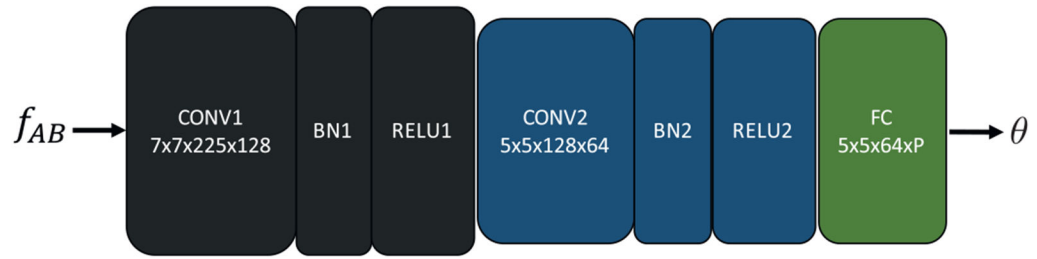 f_AB
CONV1
7x7x225x128
BN1
RELU1
CONV2
5x5x128x64
BN2
RELU2
FC
5x5x64xP
θ